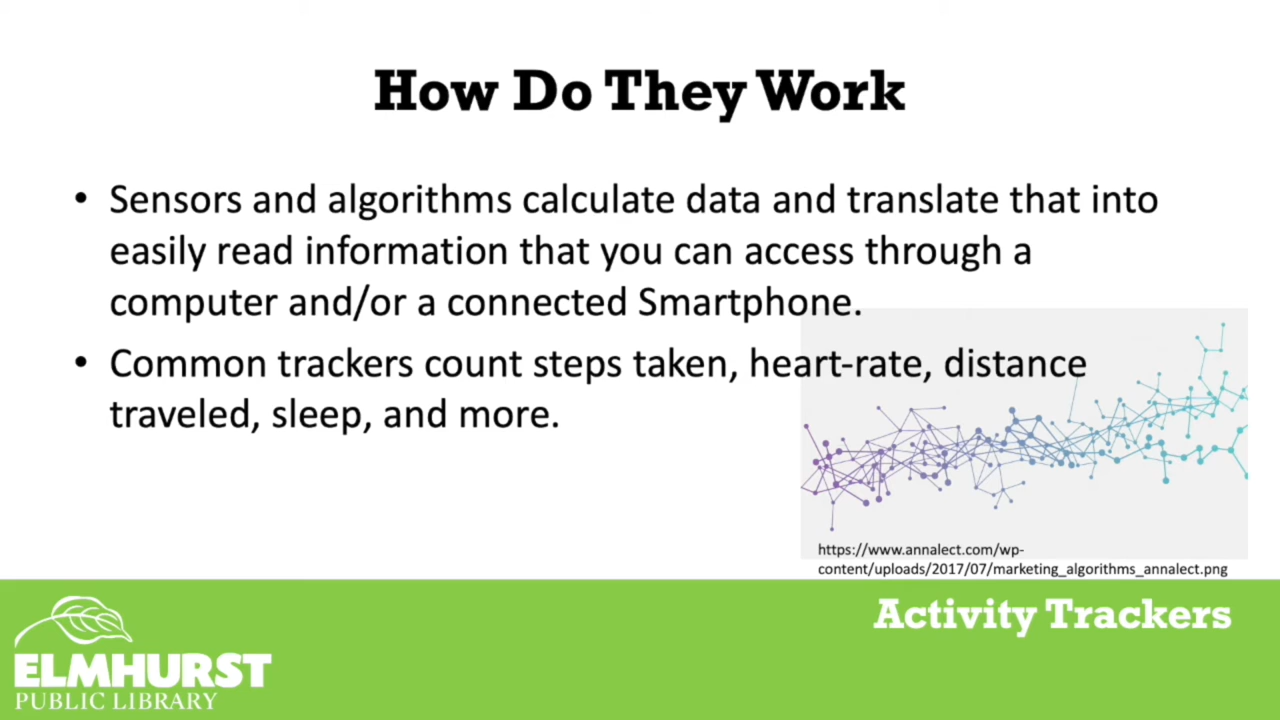 How Do They Work
• Sensors and algorithms calculate data and translate that into
easily read information that you can access through a
computer and/or a connected Smartphone.
• Common trackers count steps taken, heart-rate, distance
traveled, sleep, and more.
https://www.annalect.com/wp-
content/uploads/2017/07/marketing_algorithms_annalect.png
Activity Trackers
ELMHURST
PUBLIC LIBRARY